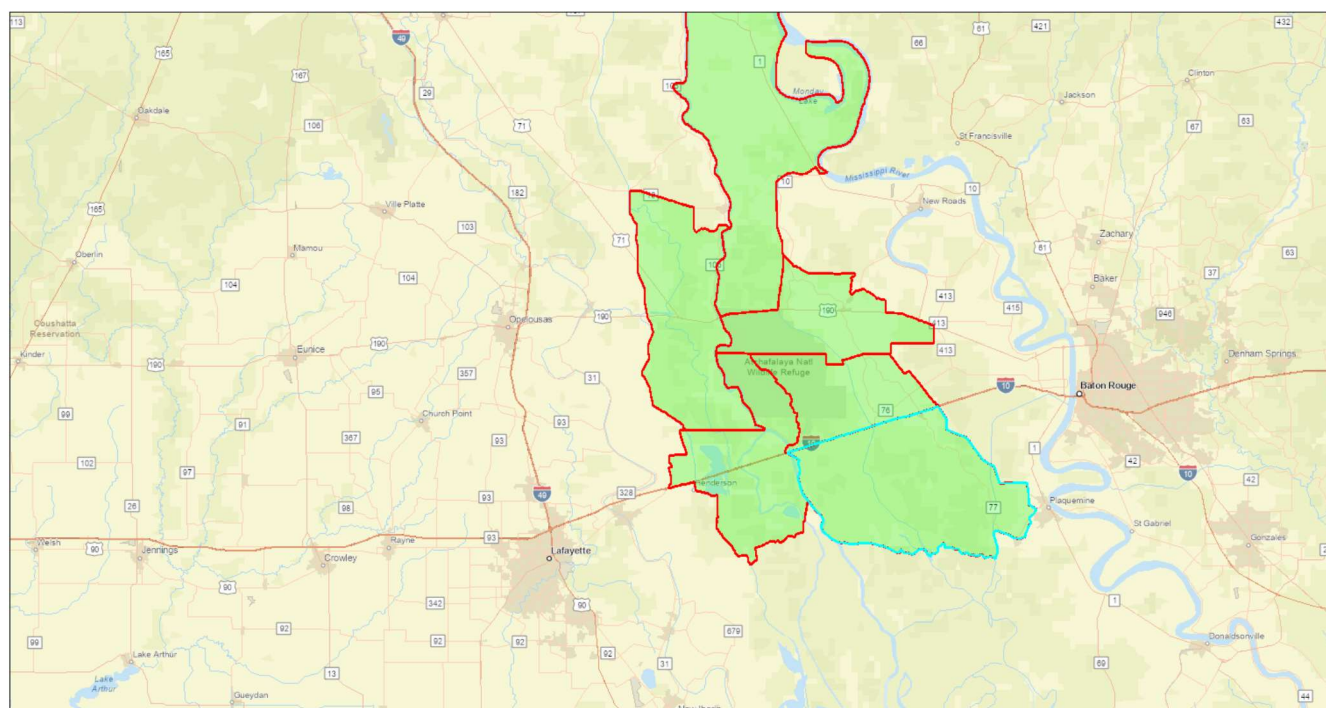 113
165
167
49
10
1
66
61
421
432
Oakdale
106
29
71
Monday
Lake
Clinton
67
Jackson
63
St Francisville
182
10
Mississippi River
10
165
Ville Platte
103
71
New Roads
Mamou
61
Zachary
63
Oberlin
104
104
105
Baker
37
Coushatta
Reservation
190
190
413
415
946
Opelousas
413
Kinder
190
Eunice
190
413
Denham Springs
357
31
Atchafalaya Natl
Wildlife Refuge
10
Baton Rouge
99
95
76
91
Church Point
93
367
93
10
1
42
102
97
Henderson
10
42
49
328
93
77
Plaquemine
26
98
St Gabriel
Welsh
90
Jennings
Crowley
Rayne
93
Lafayette
Gonzales
90
342
90
1
99
92
92
92
92
679
31
69
Donaldsonville
Lake Arthur
Lake
Arthur
13
Gueydan
44